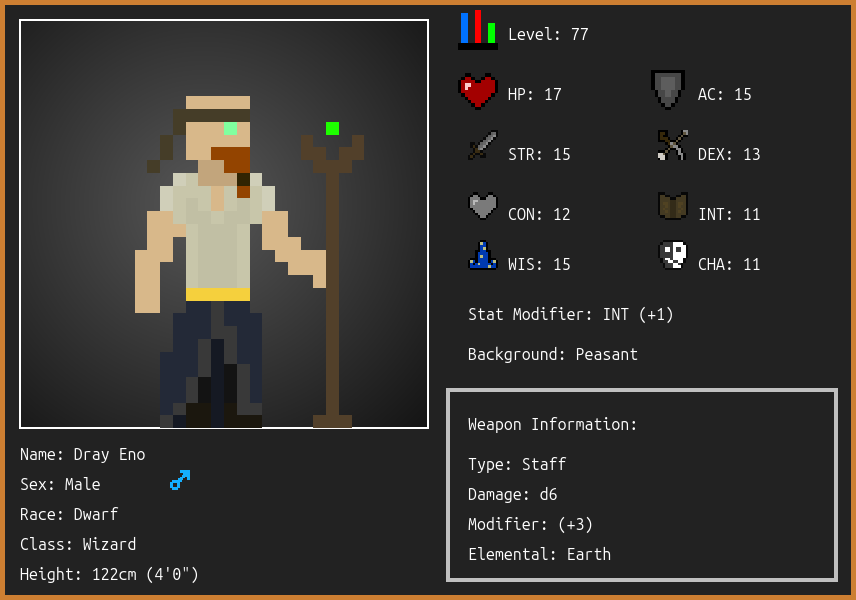 Level: 77
HP: 17
AC: 15
STR: 15
DEX: 13
CON: 12
INT: 11
WIS: 15
CHA: 11
Stat Modifier: INT (+1)
Background: Peasant
Weapon Information:
Type: Staff
Damage: d6
Modifier: (+3)
Elemental: Earth
Name: Dray Eno
Sex: Male
Race: Dwarf
Class: Wizard
Height: 122cm (4'0")